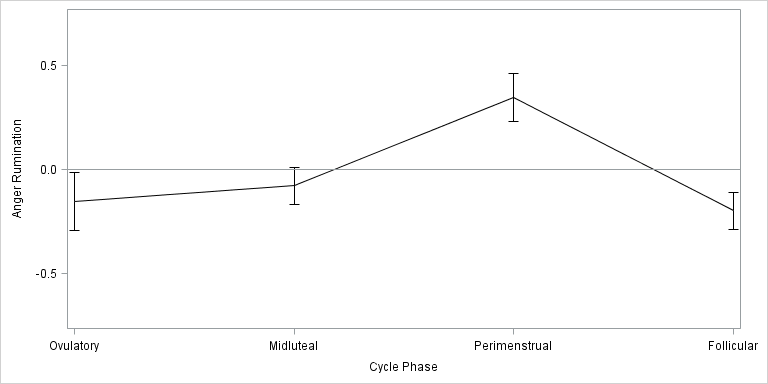 Anger Rumination
0.5
0.0
-0.5
Ovulatory
Midluteal
Perimenstrual
Follicular
Cycle Phase